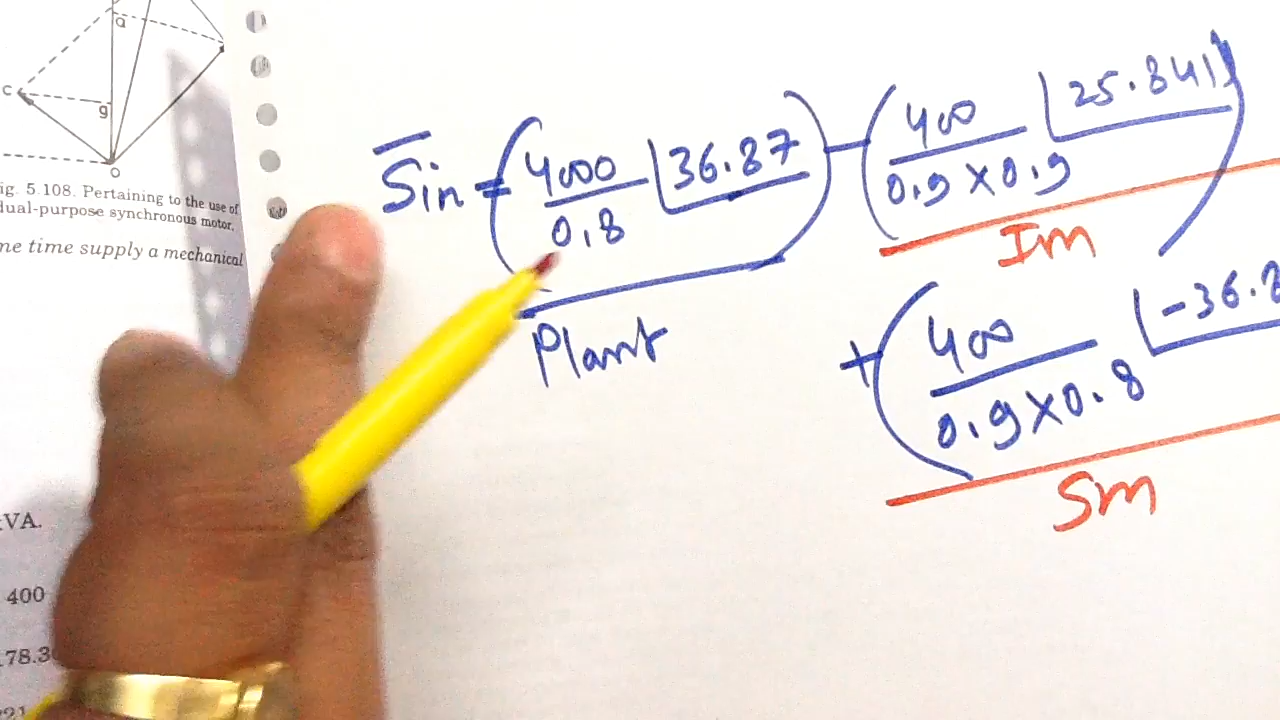 a
c
g
o
ig. 5.108. Pertaining to the use of
dual-purpose synchronous motor.
me time supply a mechanical
VA.
400
78.3
Sin = (4000/0.8 ∠36.87) - (400/0.9×0.9 ∠25.841)
Plant
Im
+ (400/0.9×0.8 ∠-36.8
Sm